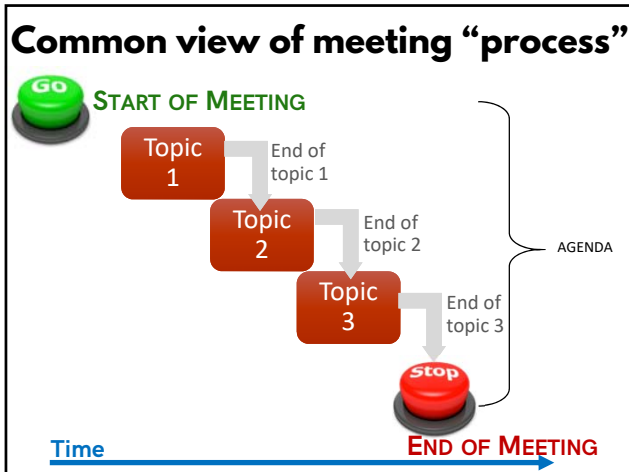 Common view of meeting “process”
Go
START OF MEETING
Topic
1
End of
topic 1
Topic
2
End of
topic 2
AGENDA
Topic
3
End of
topic 3
Stop
Time
END OF MEETING